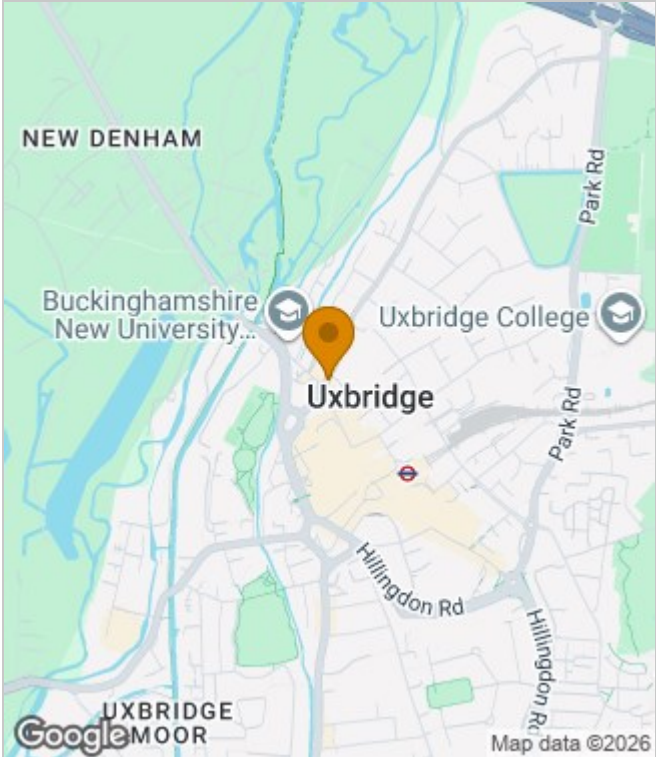 NEW DENHAM
Park Rd
Buckinghamshire
New University...
Uxbridge College
Uxbridge
Park Rd
Hillingdon Rd
Hillingdon Rd
UXBRIDGE
MOOR
Google
Map data ©2026